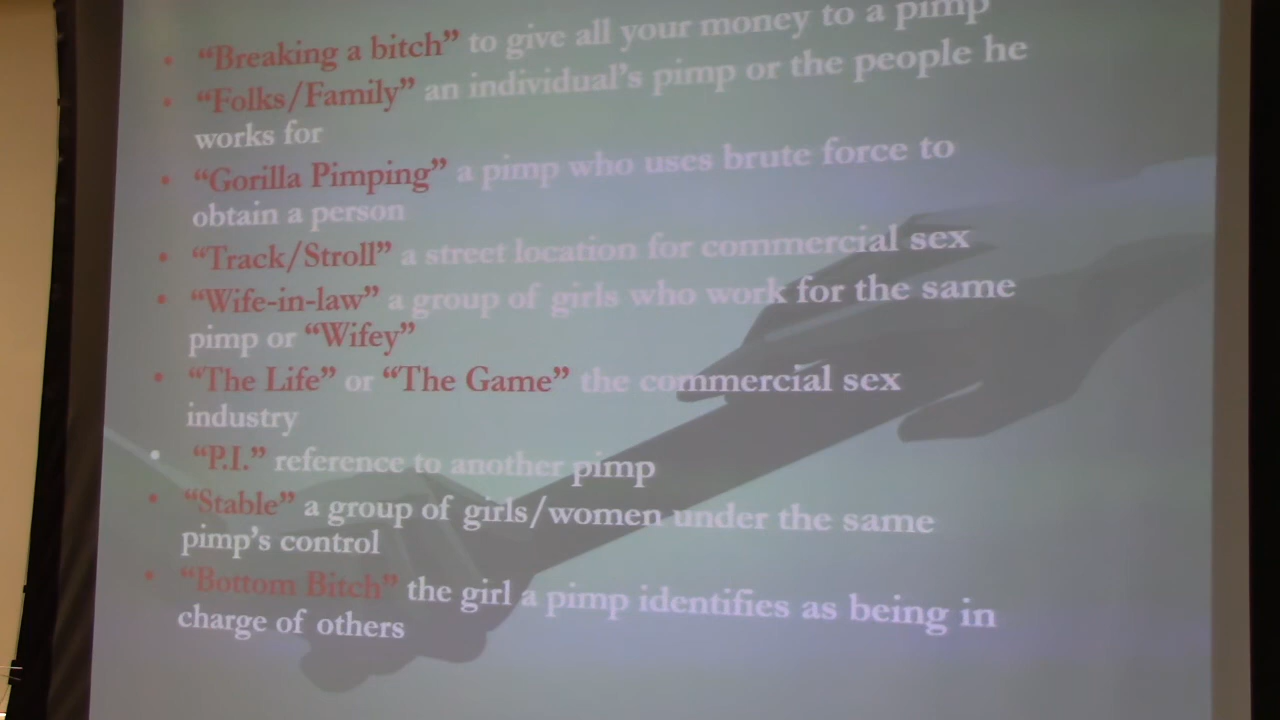 • “Breaking a bitch” to give all your money to a pimp
• “Folks/Family” an individual’s pimp or the people he
works for
• “Gorilla Pimping” a pimp who uses brute force to
obtain a person
• “Track/Stroll” a street location for commercial sex
• “Wife-in-law” a group of girls who work for the same
pimp or “Wifey”
• “The Life” or “The Game” the commercial sex
industry
• “P.I.” reference to another pimp
• “Stable” a group of girls/women under the same
pimp’s control
• “Bottom Bitch” the girl a pimp identifies as being in
charge of others